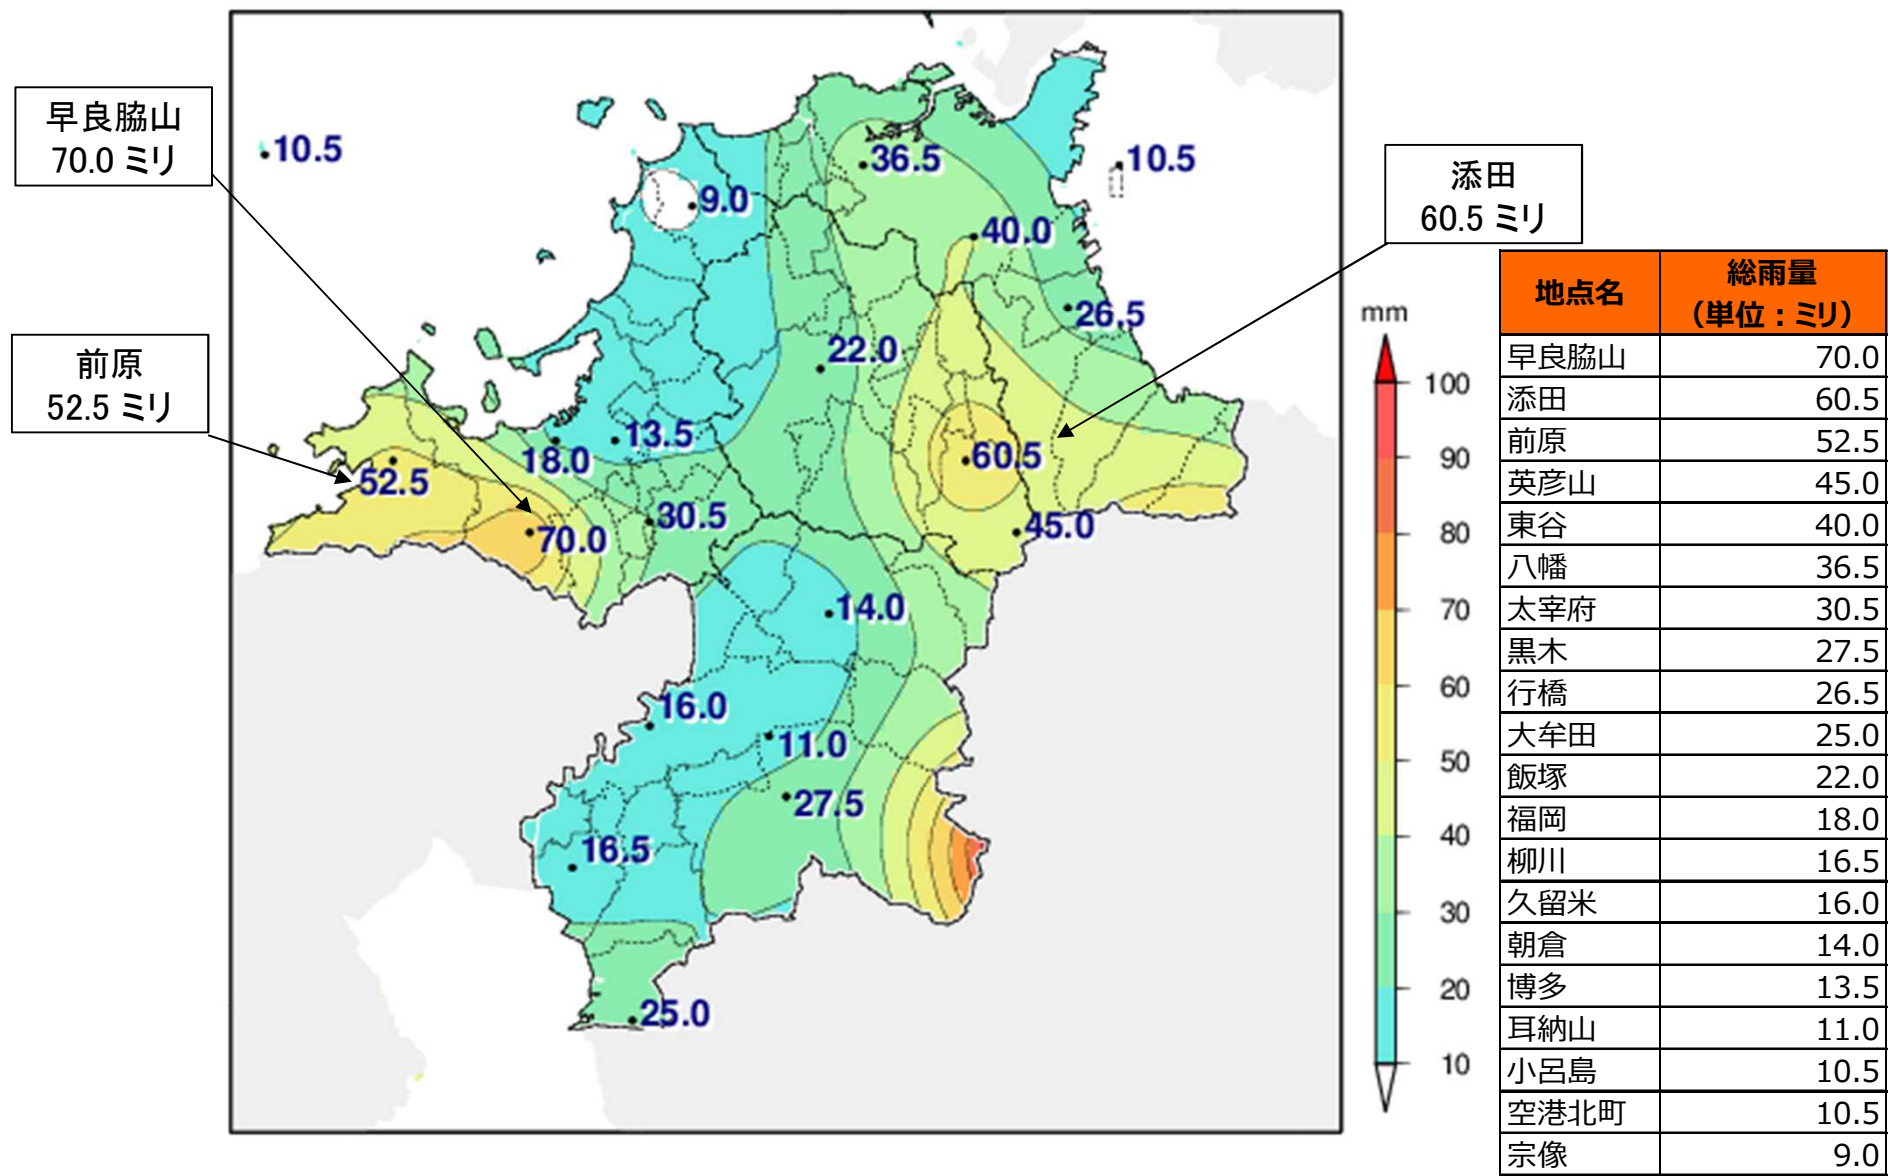 早良脇山
70.0 ミリ
前原
52.5 ミリ
添田
60.5 ミリ
10.5
9.0
36.5
10.5
40.0
26.5
22.0
13.5
18.0
60.5
52.5
30.5
70.0
45.0
14.0
16.0
11.0
27.5
16.5
25.0
mm
100
90
80
70
60
50
40
30
20
10
地点名 総雨量
（単位：ミリ）
早良脇山 70.0
添田 60.5
前原 52.5
英彦山 45.0
東谷 40.0
八幡 36.5
太宰府 30.5
黒木 27.5
行橋 26.5
大牟田 25.0
飯塚 22.0
福岡 18.0
柳川 16.5
久留米 16.0
朝倉 14.0
博多 13.5
耳納山 11.0
小呂島 10.5
空港北町 10.5
宗像 9.0